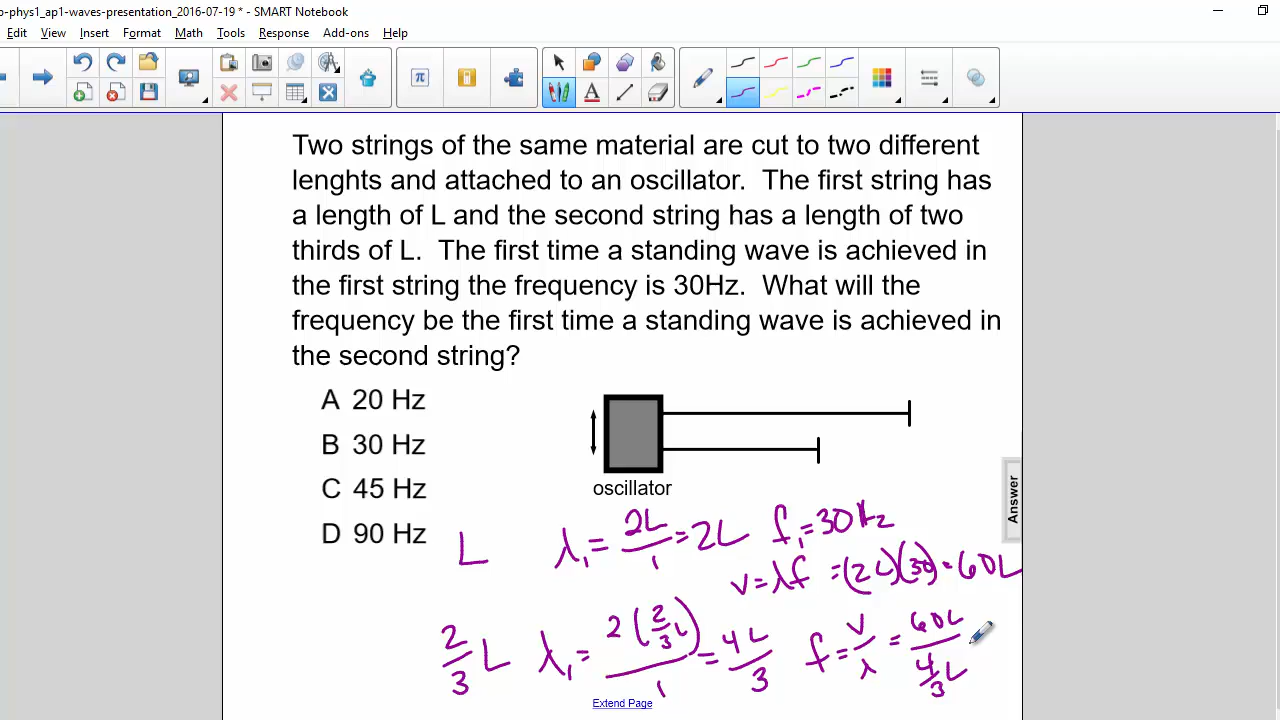 p-phys1_ap1-waves-presentation_2016-07-19 * - SMART Notebook
Edit View Insert Format Math Tools Response Add-ons Help
Two strings of the same material are cut to two different
lenghts and attached to an oscillator. The first string has
a length of L and the second string has a length of two
thirds of L. The first time a standing wave is achieved in
the first string the frequency is 30Hz. What will the
frequency be the first time a standing wave is achieved in
the second string?
A 20 Hz
B 30 Hz
C 45 Hz
D 90 Hz
oscillator
Answer
L λ₁ = 2L/1 = 2L f₁ = 30Hz
v = λf = (2L)(30) = 60L
2/3 L λ₁ = 2(2/3 L)/1 = 4L/3 f = v/λ = 60L/(4/3 L)
Extend Page